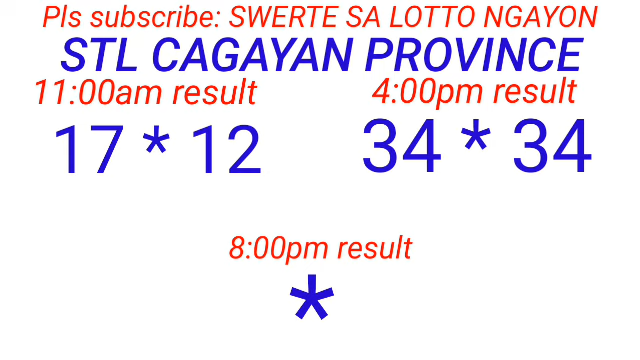 Pls subscribe: SWERTE SA LOTTO NGAYON
STL CAGAYAN PROVINCE
11:00am result 4:00pm result
17 * 12 34 * 34
8:00pm result
*